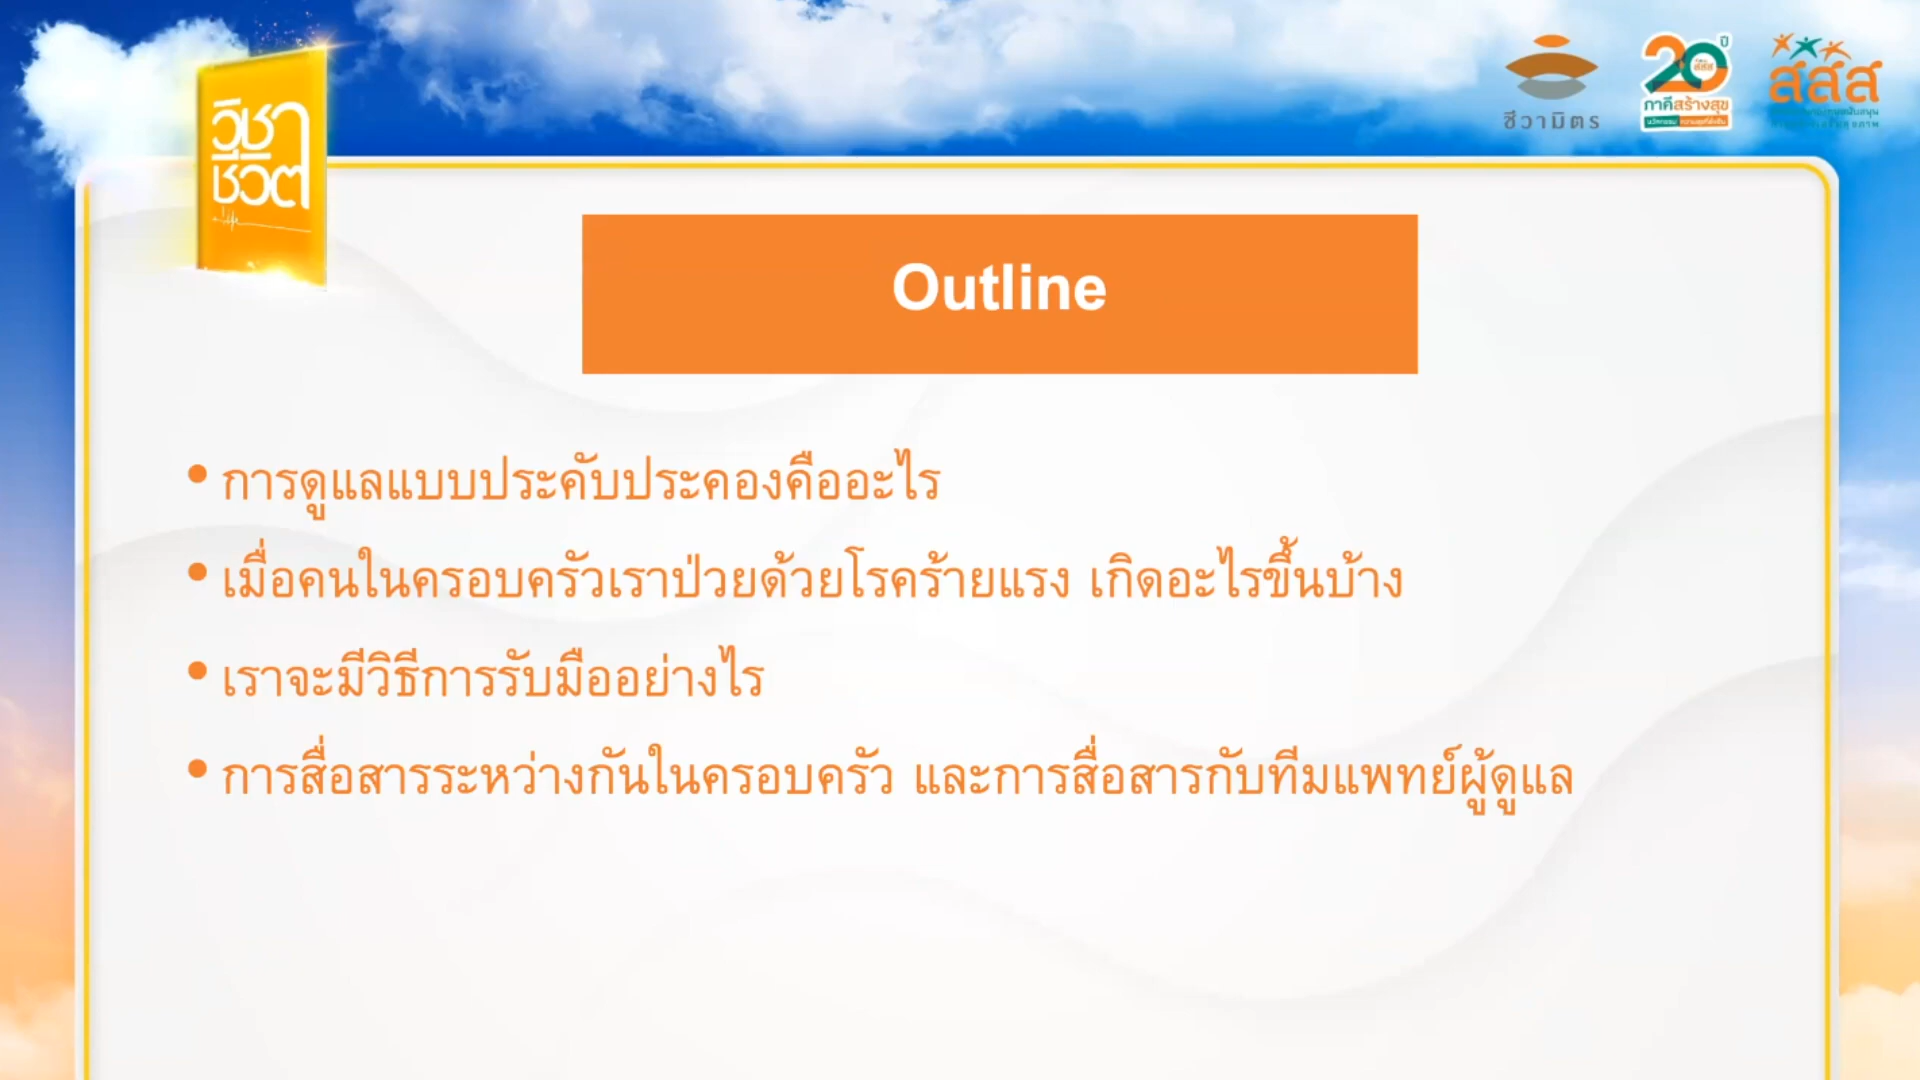 วิชา
ชีวิต
Life
ชีวามิตร
20 ปี
สสส
ภาคีสร้างสุข
สสส
Outline
• การดูแลแบบประคับประคองคืออะไร
• เมื่อคนในครอบครัวเราป่วยด้วยโรคร้ายแรง เกิดอะไรขึ้นบ้าง
• เราจะมีวิธีการรับมืออย่างไร
• การสื่อสารระหว่างกันในครอบครัว และการสื่อสารกับทีมแพทย์ผู้ดูแล